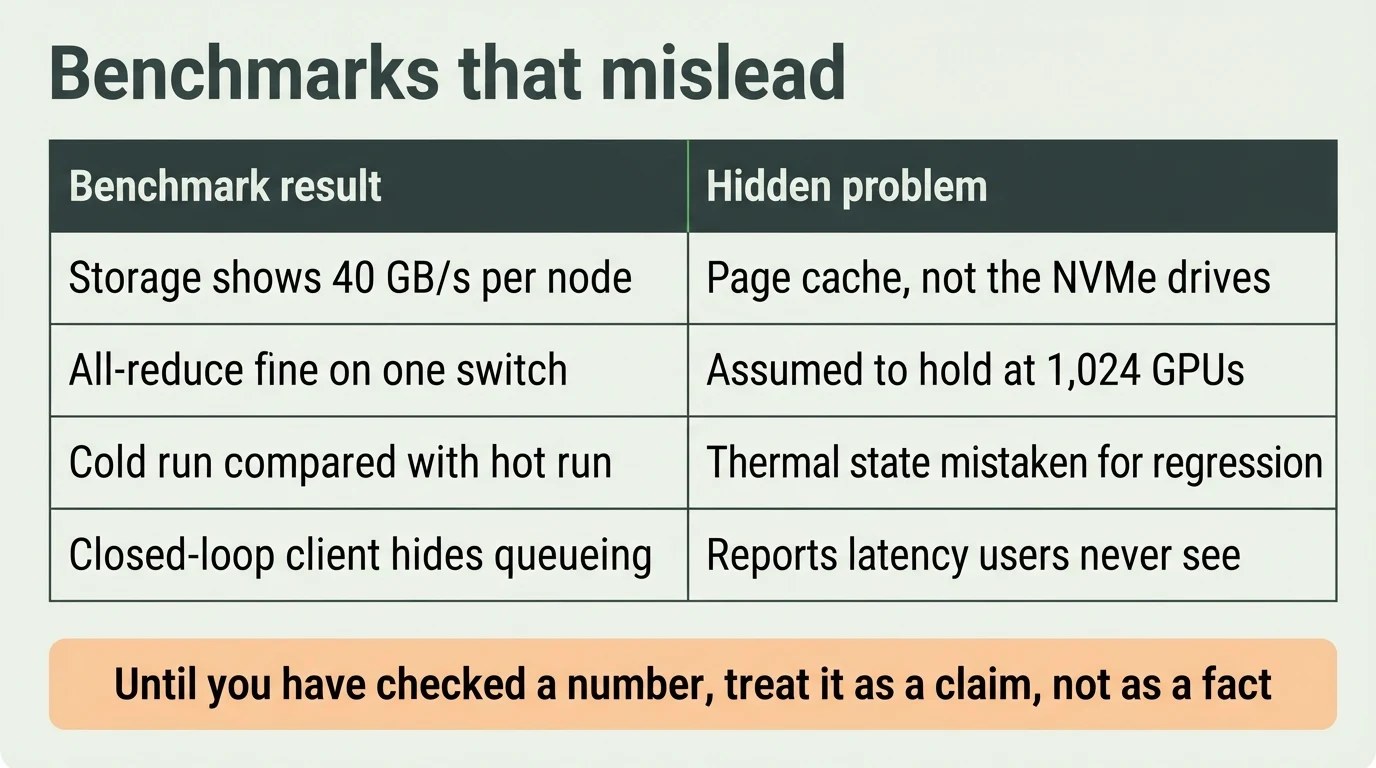 Benchmarks that mislead
Benchmark result
Hidden problem
Storage shows 40 GB/s per node
Page cache, not the NVMe drives
All-reduce fine on one switch
Assumed to hold at 1,024 GPUs
Cold run compared with hot run
Thermal state mistaken for regression
Closed-loop client hides queueing
Reports latency users never see
Until you have checked a number, treat it as a claim, not as a fact